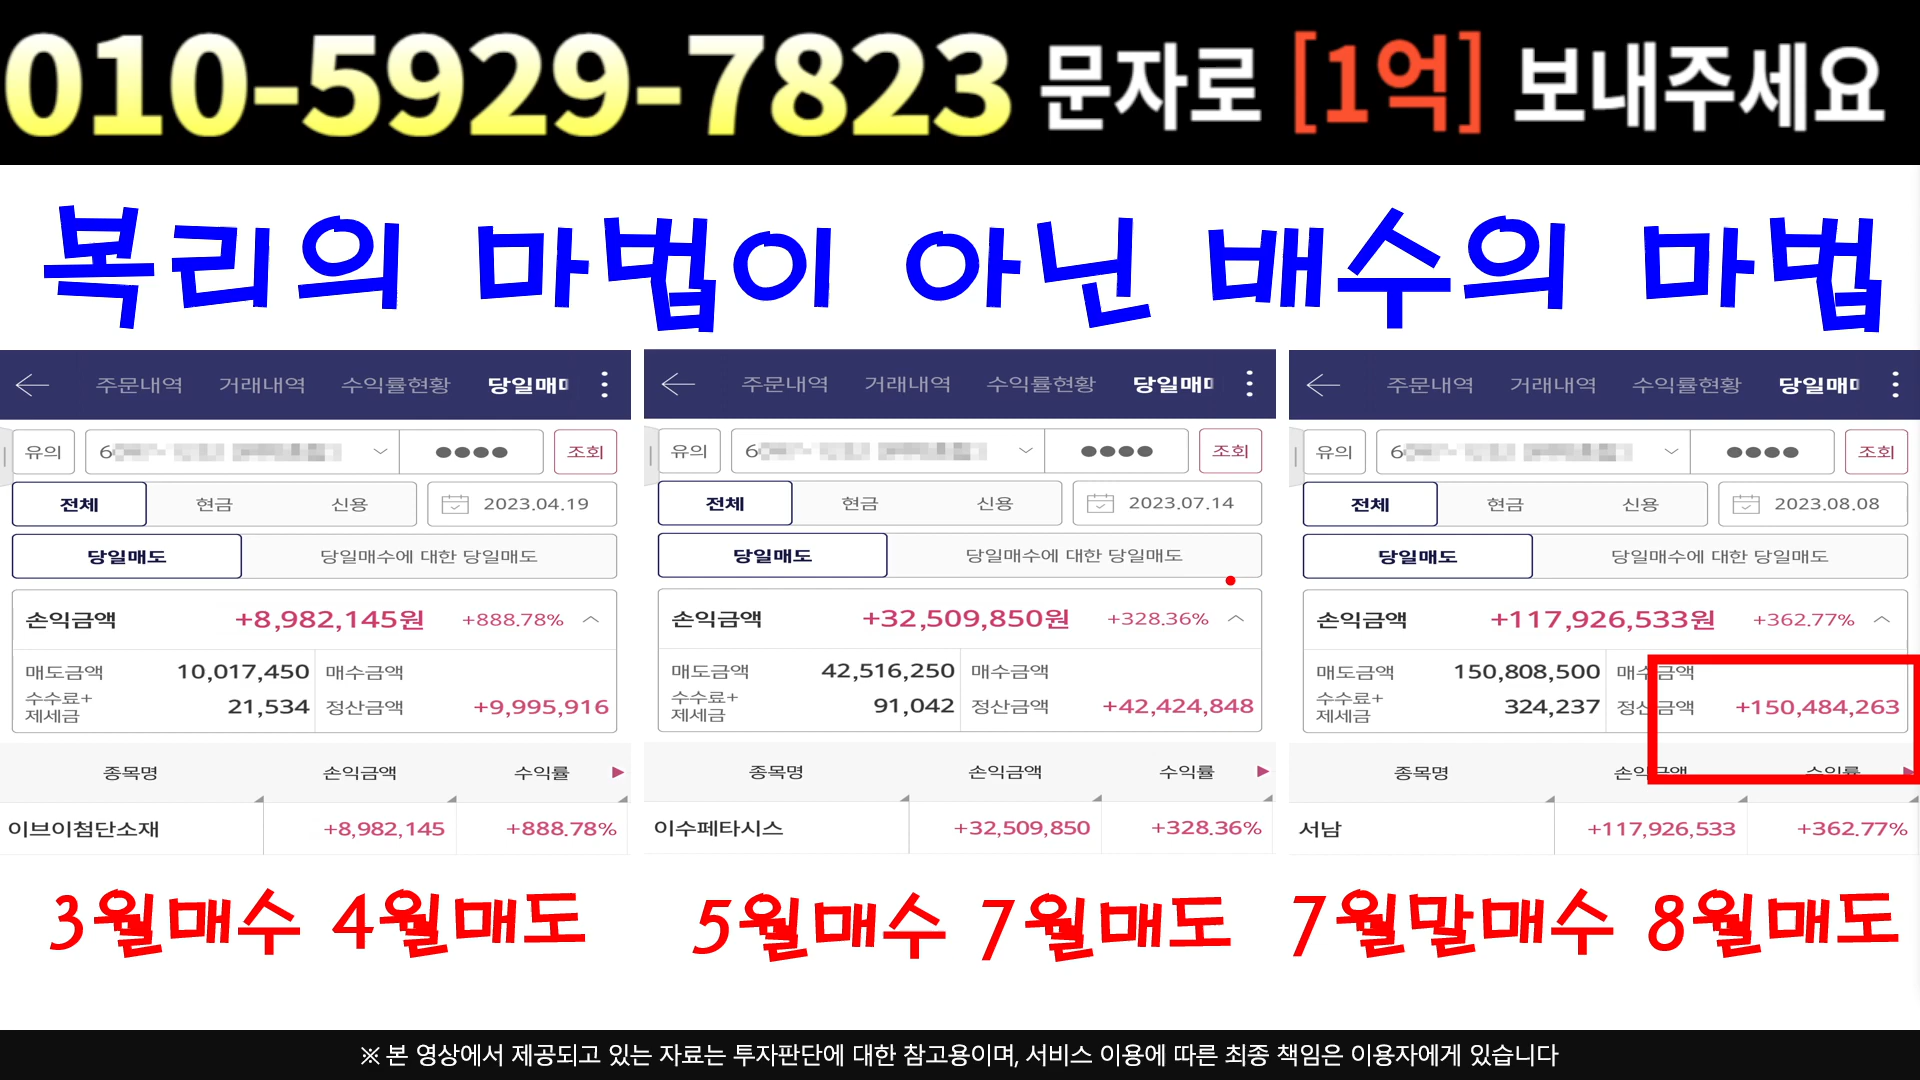 010-5929-7823 문자로 [1억] 보내주세요
복리의 마법이 아닌 배수의 마법
주문내역 거래내역 수익률현황 당일매
유의 6 ●●●● 조회
전체 현금 신용 2023.04.19
당일매도 당일매수에 대한 당일매도
손익금액 +8,982,145원 +888.78%
매도금액 10,017,450 매수금액
수수료+
제세금 21,534 정산금액 +9,995,916
종목명 손익금액 수익률
이브이첨단소재 +8,982,145 +888.78%
3월매수 4월매도
주문내역 거래내역 수익률현황 당일매
유의 6 ●●●● 조회
전체 현금 신용 2023.07.14
당일매도 당일매수에 대한 당일매도
손익금액 +32,509,850원 +328.36%
매도금액 42,516,250 매수금액
수수료+
제세금 91,042 정산금액 +42,424,848
종목명 손익금액 수익률
이수페타시스 +32,509,850 +328.36%
5월매수 7월매도
주문내역 거래내역 수익률현황 당일매
유의 6 ●●●● 조회
전체 현금 신용 2023.08.08
당일매도 당일매수에 대한 당일매도
손익금액 +117,926,533원 +362.77%
매도금액 150,808,500 매수금액
수수료+
제세금 324,237 정산금액 +150,484,263
종목명 손익금액 수익률
서남 +117,926,533 +362.77%
7월말매수 8월매도
※ 본 영상에서 제공되고 있는 자료는 투자판단에 대한 참고용이며, 서비스 이용에 따른 최종 책임은 이용자에게 있습니다